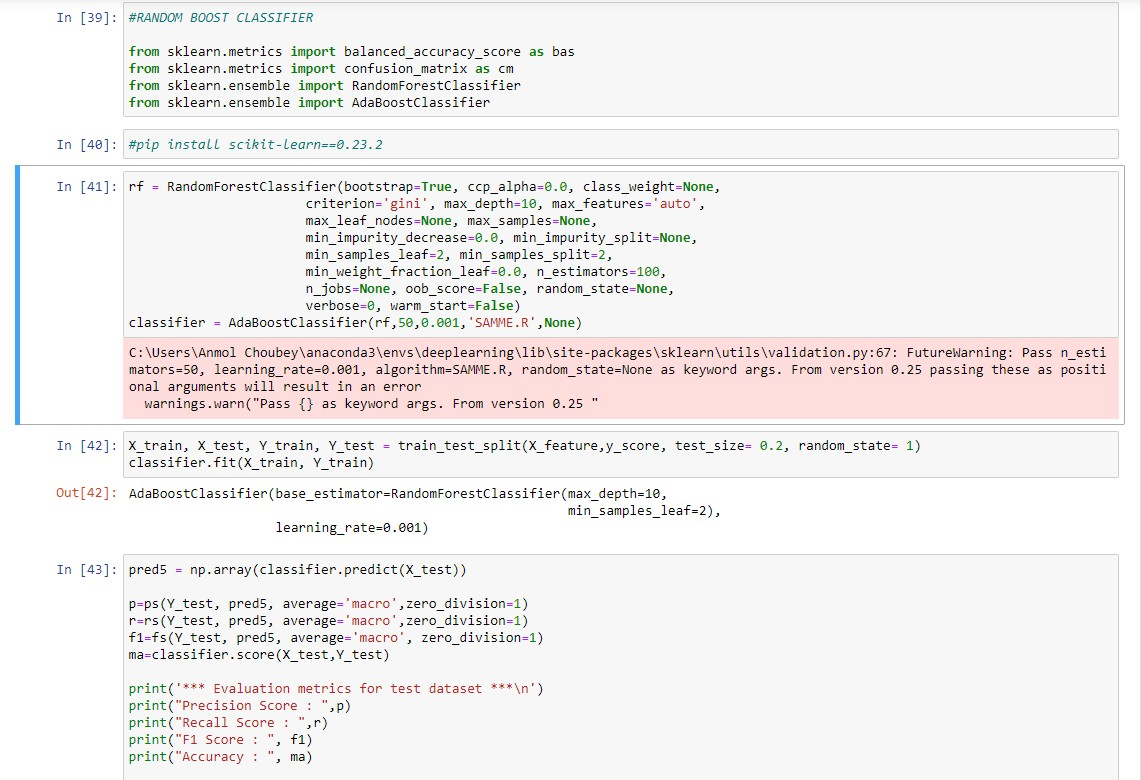 In [39]: #RANDOM BOOST CLASSIFIER
from sklearn.metrics import balanced_accuracy_score as bas
from sklearn.metrics import confusion_matrix as cm
from sklearn.ensemble import RandomForestClassifier
from sklearn.ensemble import AdaBoostClassifier
In [40]: #pip install scikit-learn==0.23.2
In [41]: rf = RandomForestClassifier(bootstrap=True, ccp_alpha=0.0, class_weight=None,
criterion='gini', max_depth=10, max_features='auto',
max_leaf_nodes=None, max_samples=None,
min_impurity_decrease=0.0, min_impurity_split=None,
min_samples_leaf=2, min_samples_split=2,
min_weight_fraction_leaf=0.0, n_estimators=100,
n_jobs=None, oob_score=False, random_state=None,
verbose=0, warm_start=False)
classifier = AdaBoostClassifier(rf,50,0.001,'SAMME.R',None)
C:\Users\Anmol Choubey\anaconda3\envs\deeplearning\lib\site-packages\sklearn\utils\validation.py:67: FutureWarning: Pass n_esti
mators=50, learning_rate=0.001, algorithm=SAMME.R, random_state=None as keyword args. From version 0.25 passing these as positi
onal arguments will result in an error
warnings.warn("Pass {} as keyword args. From version 0.25 "
In [42]: X_train, X_test, Y_train, Y_test = train_test_split(X_feature,y_score, test_size= 0.2, random_state= 1)
classifier.fit(X_train, Y_train)
Out[42]: AdaBoostClassifier(base_estimator=RandomForestClassifier(max_depth=10,
min_samples_leaf=2),
learning_rate=0.001)
In [43]: pred5 = np.array(classifier.predict(X_test))
p=ps(Y_test, pred5, average='macro',zero_division=1)
r=rs(Y_test, pred5, average='macro',zero_division=1)
f1=fs(Y_test, pred5, average='macro', zero_division=1)
ma=classifier.score(X_test,Y_test)
print('*** Evaluation metrics for test dataset ***\n')
print("Precision Score : ",p)
print("Recall Score : ",r)
print("F1 Score : ", f1)
print("Accuracy : ", ma)